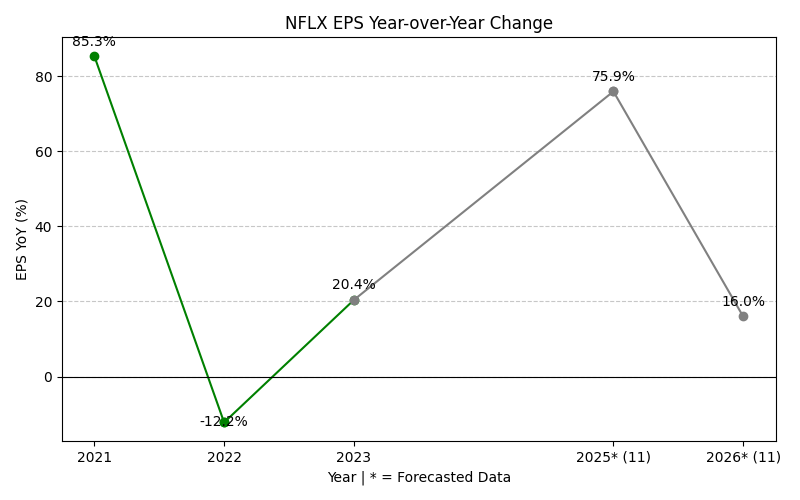 NFLX EPS Year-over-Year Change
85.3%
-12.2%
20.4%
75.9%
16.0%
EPS YoY (%)
80
60
40
20
0
2021 2022 2023 2025* (11) 2026* (11)
Year | * = Forecasted Data